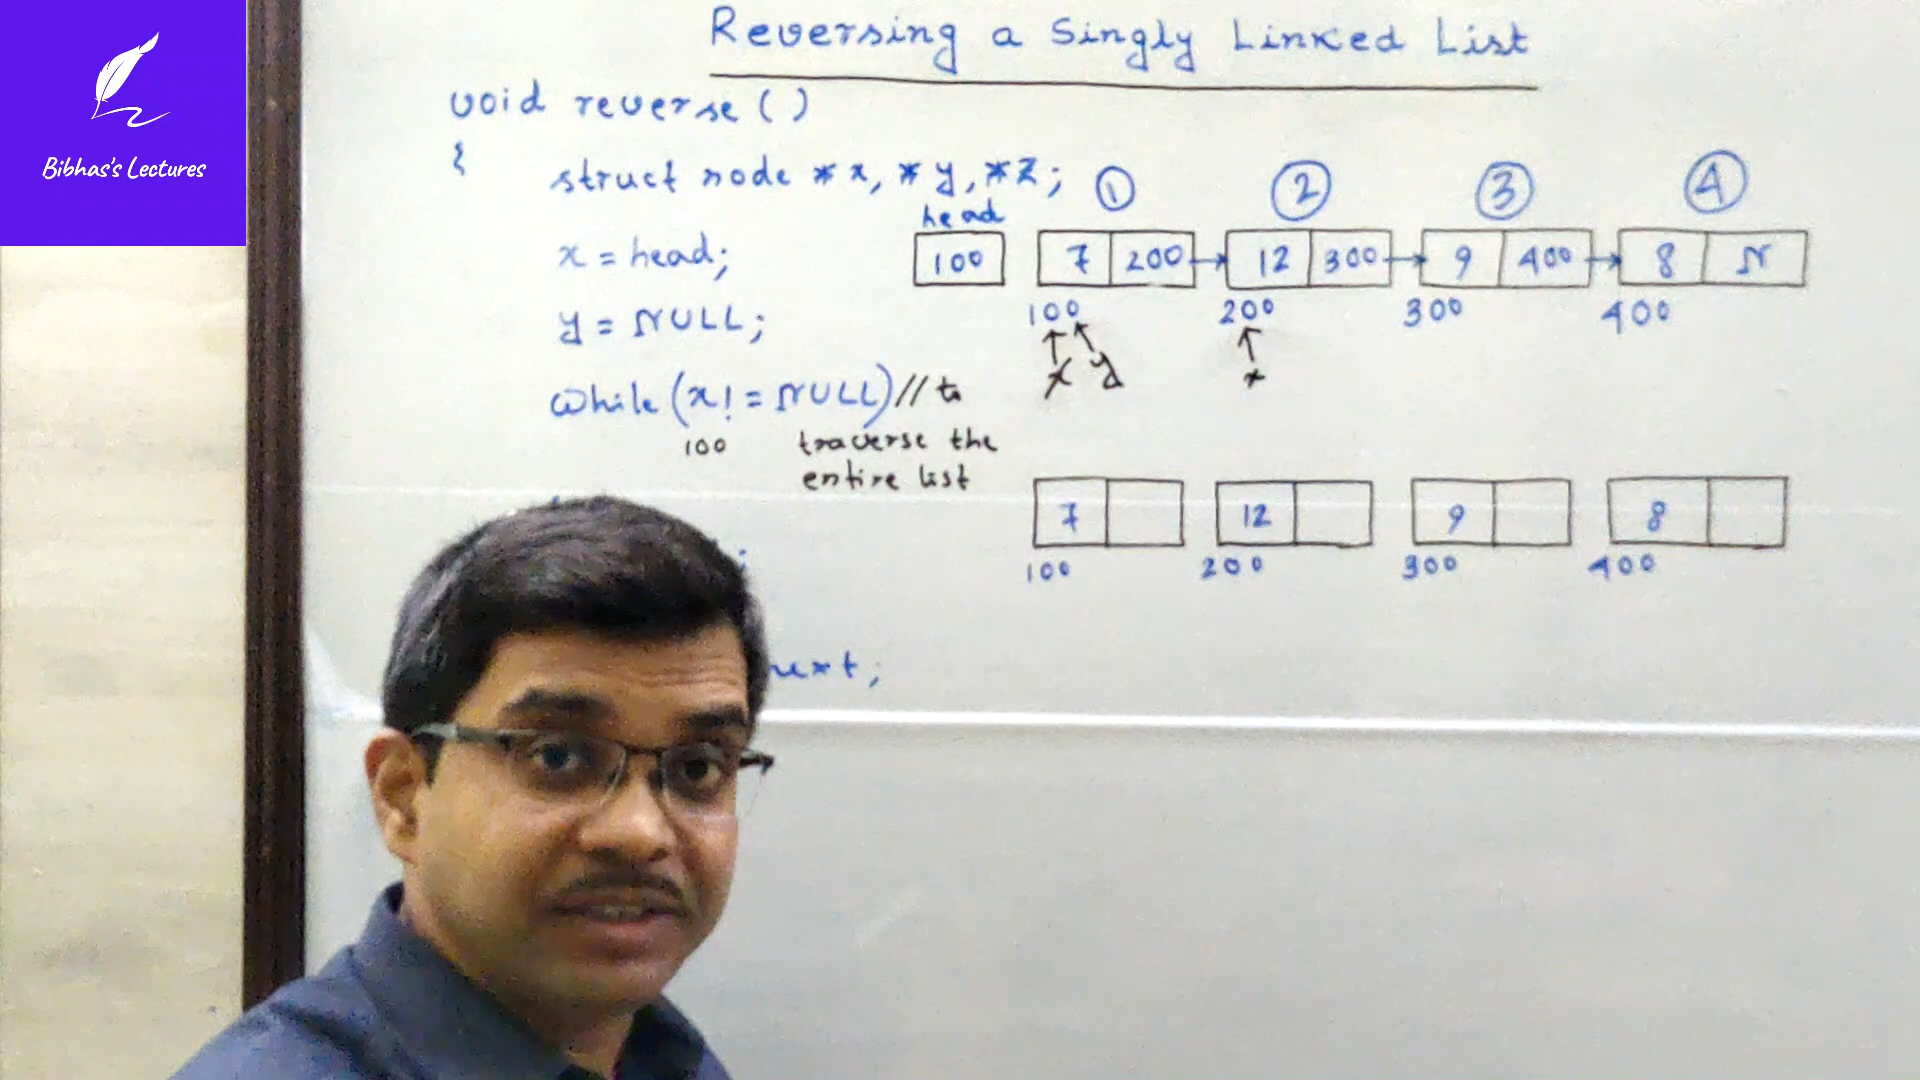 Bibhas's Lectures
Reversing a Singly Linked List
void reverse()
{
struct node *x, *y, *z;
1 2 3 4
head
x = head;
100 7 200 12 300 9 400 8 N
100 200 300 400
y = NULL;
x y x
while (x! = NULL) // to
100 traverse the
entire list
7 12 9 8
;
100 200 300 400
next;